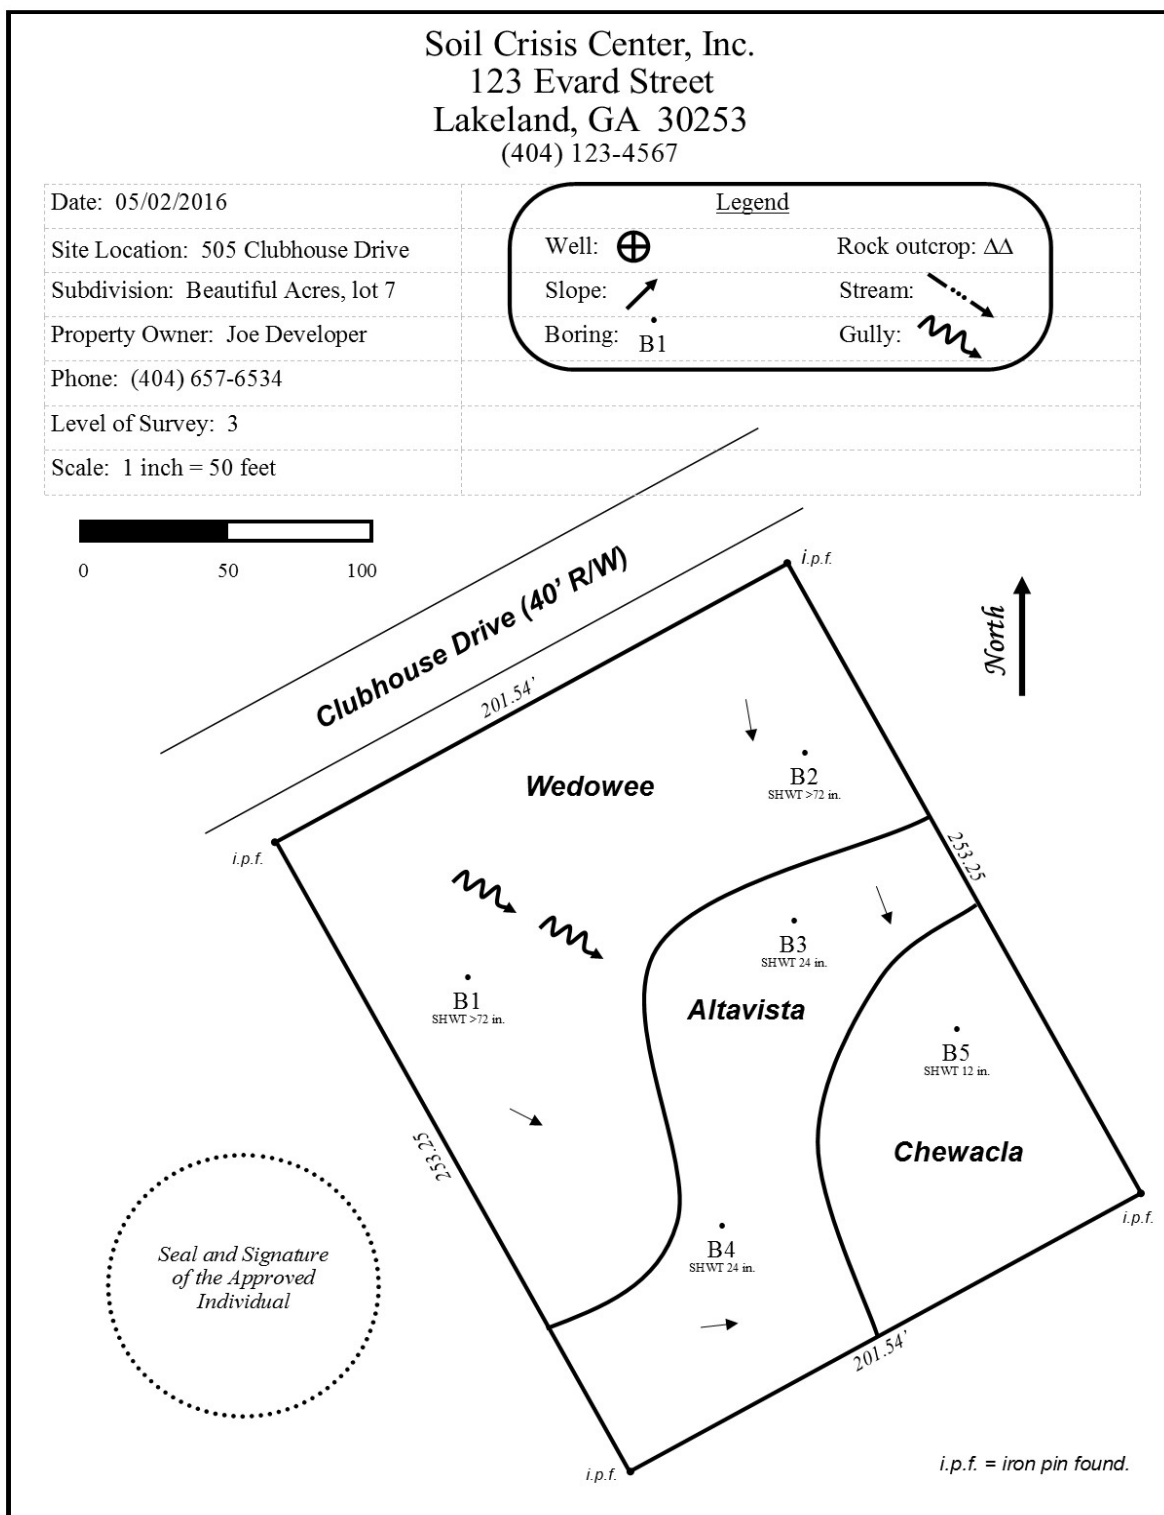 Soil Crisis Center, Inc.
123 Evard Street
Lakeland, GA 30253
(404) 123-4567
Date: 05/02/2016
Site Location: 505 Clubhouse Drive
Subdivision: Beautiful Acres, lot 7
Property Owner: Joe Developer
Phone: (404) 657-6534
Level of Survey: 3
Scale: 1 inch = 50 feet
Legend
Well:
Rock outcrop: ΔΔ
Slope:
Stream:
Boring:
B1
Gully:
0 50 100
Clubhouse Drive (40’ R/W)
201.54’
i.p.f.
North
Wedowee
B2
SHWT >72 in.
i.p.f.
253.25
B3
SHWT 24 in.
B1
SHWT >72 in.
Altavista
B5
SHWT 12 in.
253.25
Chewacla
i.p.f.
B4
SHWT 24 in.
Seal and Signature
of the Approved
Individual
201.54’
i.p.f.
i.p.f. = iron pin found.